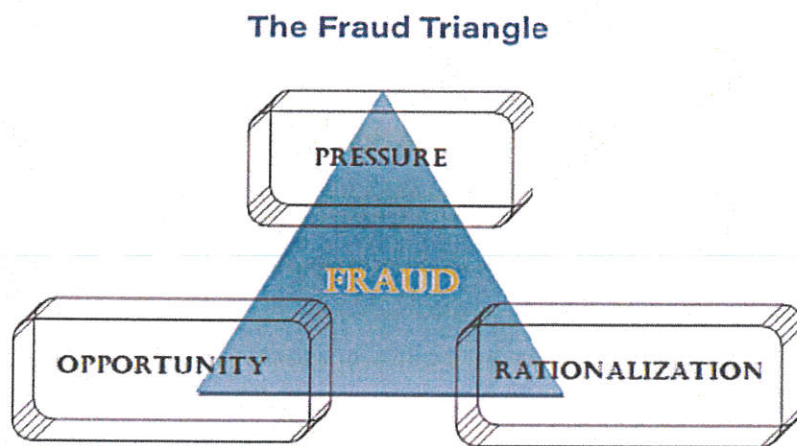 The Fraud Triangle
PRESSURE
FRAUD
OPPORTUNITY
RATIONALIZATION